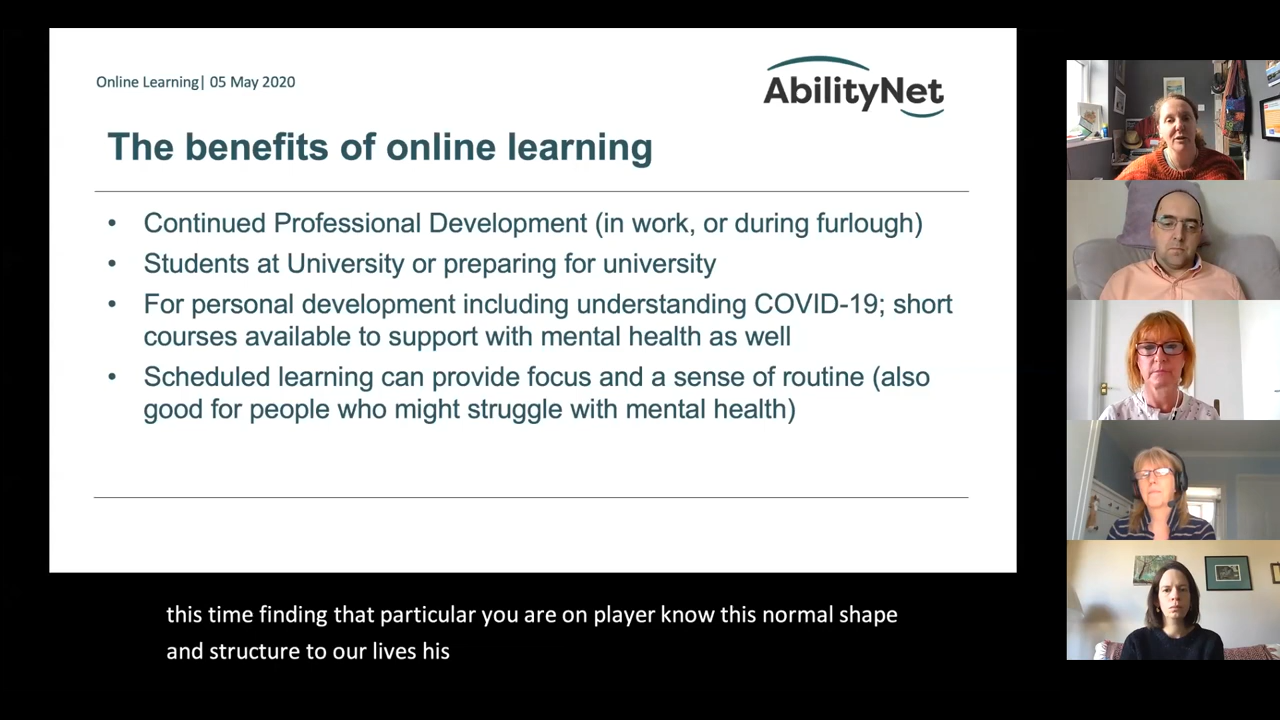 Online Learning| 05 May 2020
AbilityNet
The benefits of online learning
• Continued Professional Development (in work, or during furlough)
• Students at University or preparing for university
• For personal development including understanding COVID-19; short
courses available to support with mental health as well
• Scheduled learning can provide focus and a sense of routine (also
good for people who might struggle with mental health)
this time finding that particular you are on player know this normal shape
and structure to our lives his